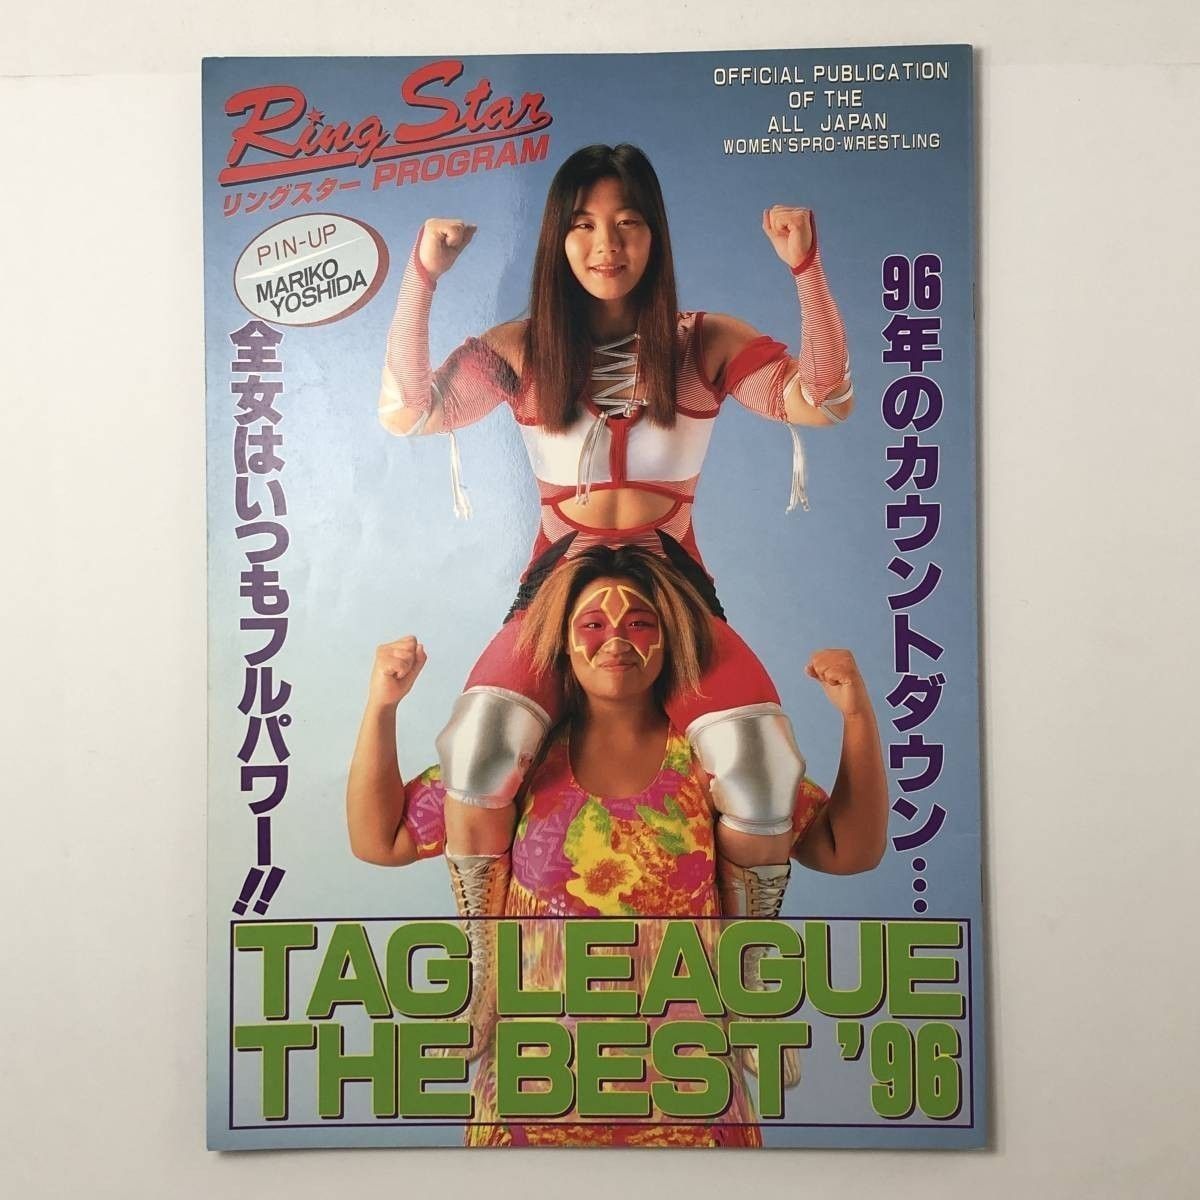 Ring Star
リングスター PROGRAM
OFFICIAL PUBLICATION
OF THE
ALL JAPAN
WOMEN'SPRO-WRESTLING
PIN-UP
MARIKO
YOSHIDA
96年のカウントダウン…
全女はいつもフルパワー!!
TAG LEAGUE
THE BEST '96